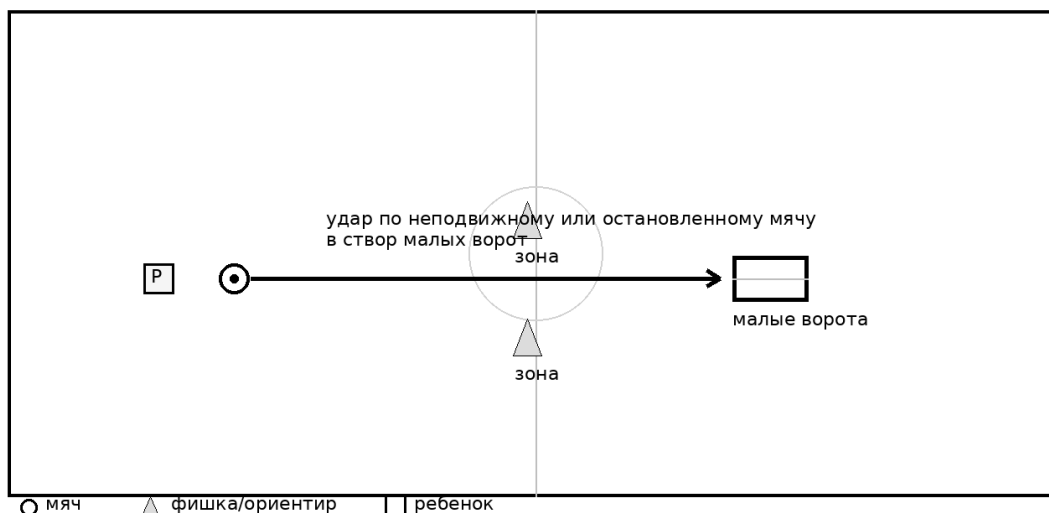 удар по неподвижному или остановленному мячу
в створ малых ворот
зона
Р
малые ворота
зона
мяч
фишка/ориентир
ребенок